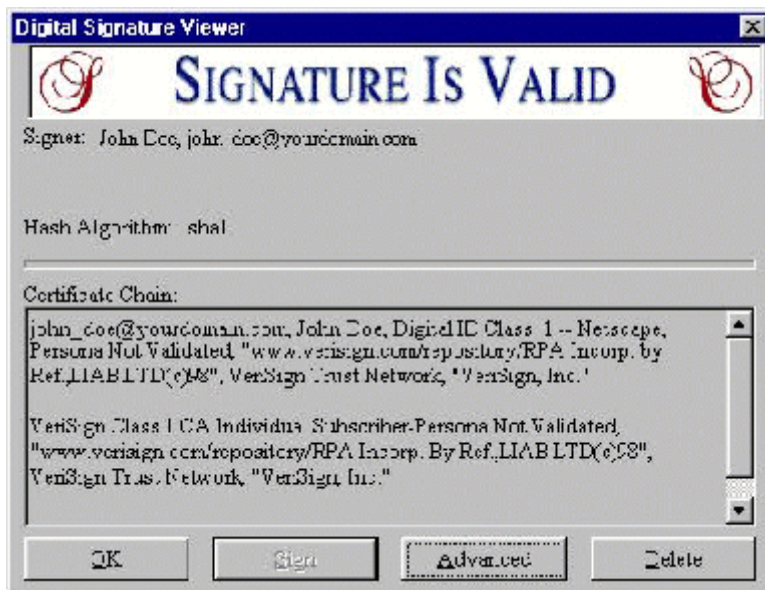 Digital Signature Viewer
SIGNATURE IS VALID
Signer: John Doe, john_doe@yourdomain.com
Hash Algorithm: sha1
Certificate Chain:
john_doe@yourdomain.com, John Doe, Digital ID Class 1 -- Netscape,
Persona Not Validated, "www.verisign.com/repository/RPA Incorp. by
Ref.,LIAB.LTD(c)98", VeriSign Trust Network, "VeriSign, Inc."
VeriSign Class 1 CA Individual Subscriber-Persona Not Validated,
"www.verisign.com/repository/RPA Incorp. By Ref.,LIAB.LTD(c)98",
VeriSign Trust Network, "VeriSign, Inc."
OK
Sign
Advanced
Delete